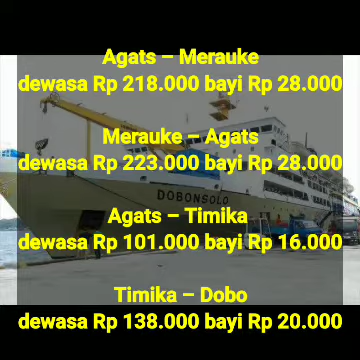 Agats – Merauke
dewasa Rp 218.000 bayi Rp 28.000
Merauke – Agats
dewasa Rp 223.000 bayi Rp 28.000
DOBONSOLO
Agats – Timika
dewasa Rp 101.000 bayi Rp 16.000
Timika – Dobo
dewasa Rp 138.000 bayi Rp 20.000